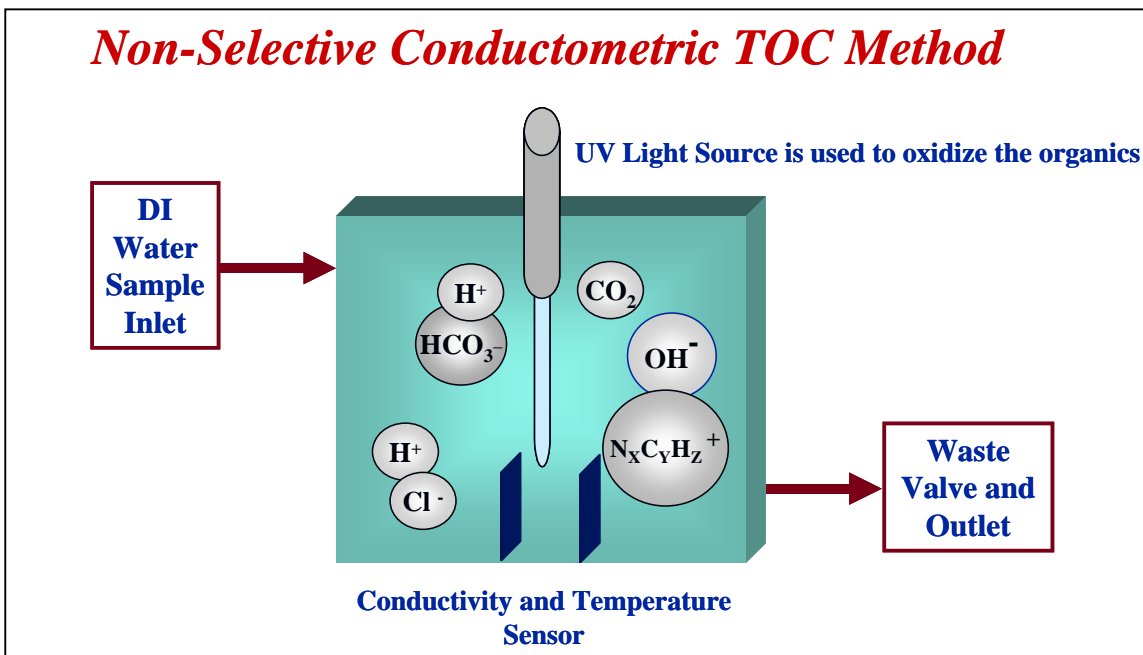 Non-Selective Conductometric TOC Method
UV Light Source is used to oxidize the organics
DI
Water
Sample
Inlet
H⁺
HCO₃⁻
CO₂
OH⁻
NₓCᵧH_Z⁺
H⁺
Cl⁻
Waste
Valve and
Outlet
Conductivity and Temperature
Sensor